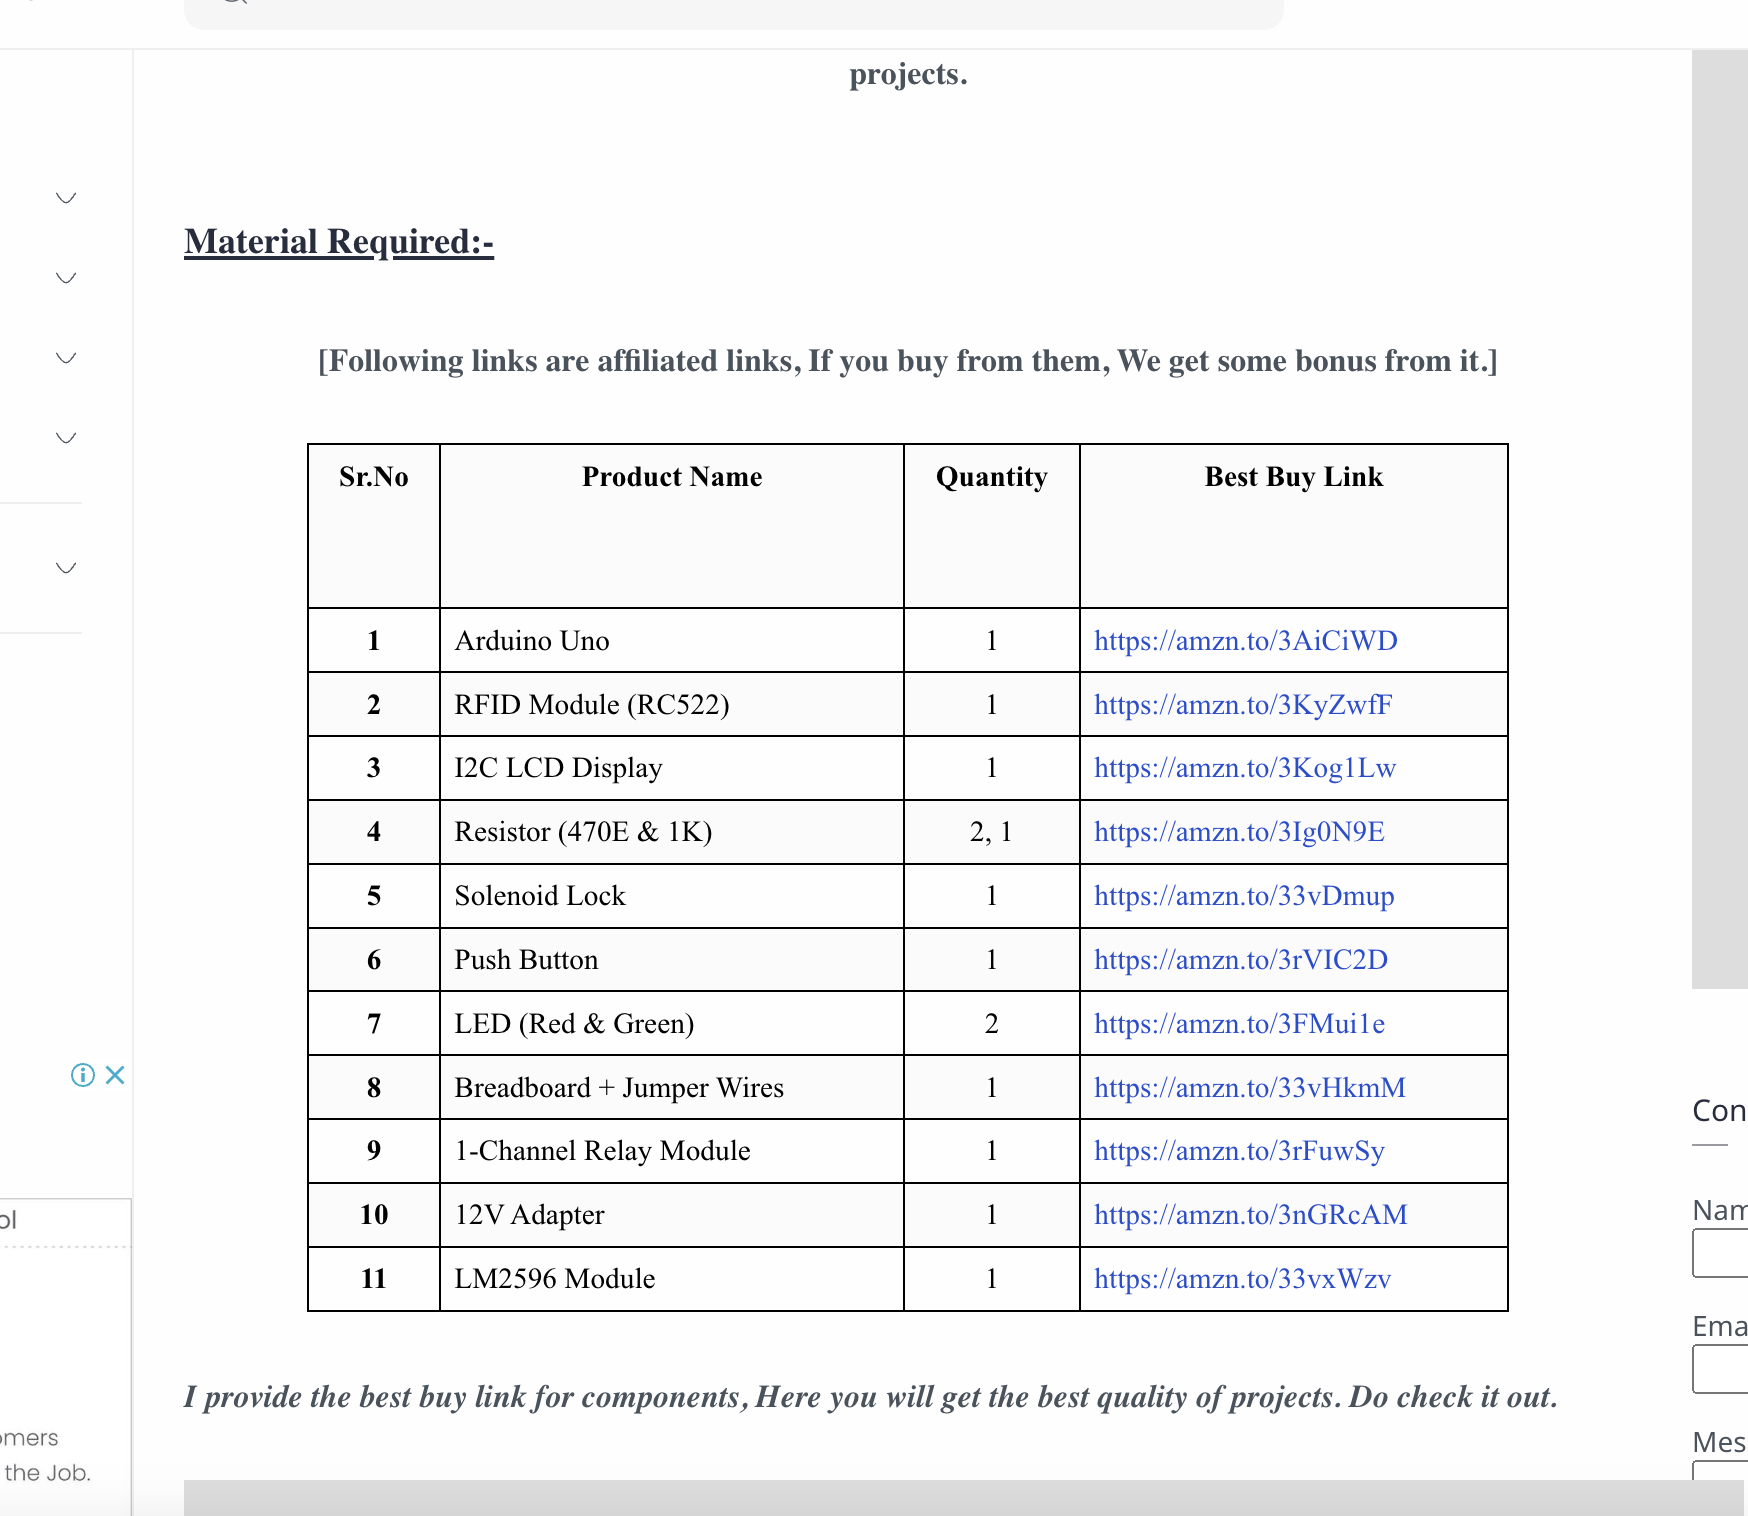 projects.
Material Required:-
[Following links are affiliated links, If you buy from them, We get some bonus from it.]
Sr.No Product Name Quantity Best Buy Link
1 Arduino Uno 1 https://amzn.to/3AiCiWD
2 RFID Module (RC522) 1 https://amzn.to/3KyZwfF
3 I2C LCD Display 1 https://amzn.to/3Kog1Lw
4 Resistor (470E & 1K) 2, 1 https://amzn.to/3Ig0N9E
5 Solenoid Lock 1 https://amzn.to/33vDmup
6 Push Button 1 https://amzn.to/3rVIC2D
7 LED (Red & Green) 2 https://amzn.to/3FMui1e
8 Breadboard + Jumper Wires 1 https://amzn.to/33vHkmM
9 1-Channel Relay Module 1 https://amzn.to/3rFuwSy
10 12V Adapter 1 https://amzn.to/3nGRcAM
11 LM2596 Module 1 https://amzn.to/33vxWzv
I provide the best buy link for components, Here you will get the best quality of projects. Do check it out.
ol
omers
the Job.
Con
Nam
Ema
Mes